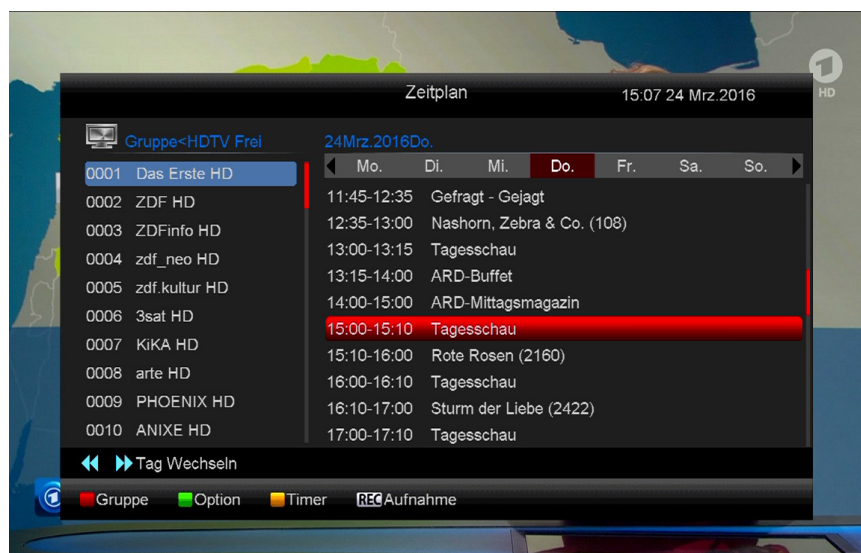 Zeitplan 15:07 24 Mrz.2016
HD
Gruppe<HDTV Frei
0001 Das Erste HD
0002 ZDF HD
0003 ZDFinfo HD
0004 zdf_neo HD
0005 zdf.kultur HD
0006 3sat HD
0007 KiKA HD
0008 arte HD
0009 PHOENIX HD
0010 ANIXE HD
24Mrz.2016Do.
Mo. Di. Mi. Do. Fr. Sa. So.
11:45-12:35 Gefragt - Gejagt
12:35-13:00 Nashorn, Zebra & Co. (108)
13:00-13:15 Tagesschau
13:15-14:00 ARD-Buffet
14:00-15:00 ARD-Mittagsmagazin
15:00-15:10 Tagesschau
15:10-16:00 Rote Rosen (2160)
16:00-16:10 Tagesschau
16:10-17:00 Sturm der Liebe (2422)
17:00-17:10 Tagesschau
Tag Wechseln
Gruppe Option Timer REC Aufnahme